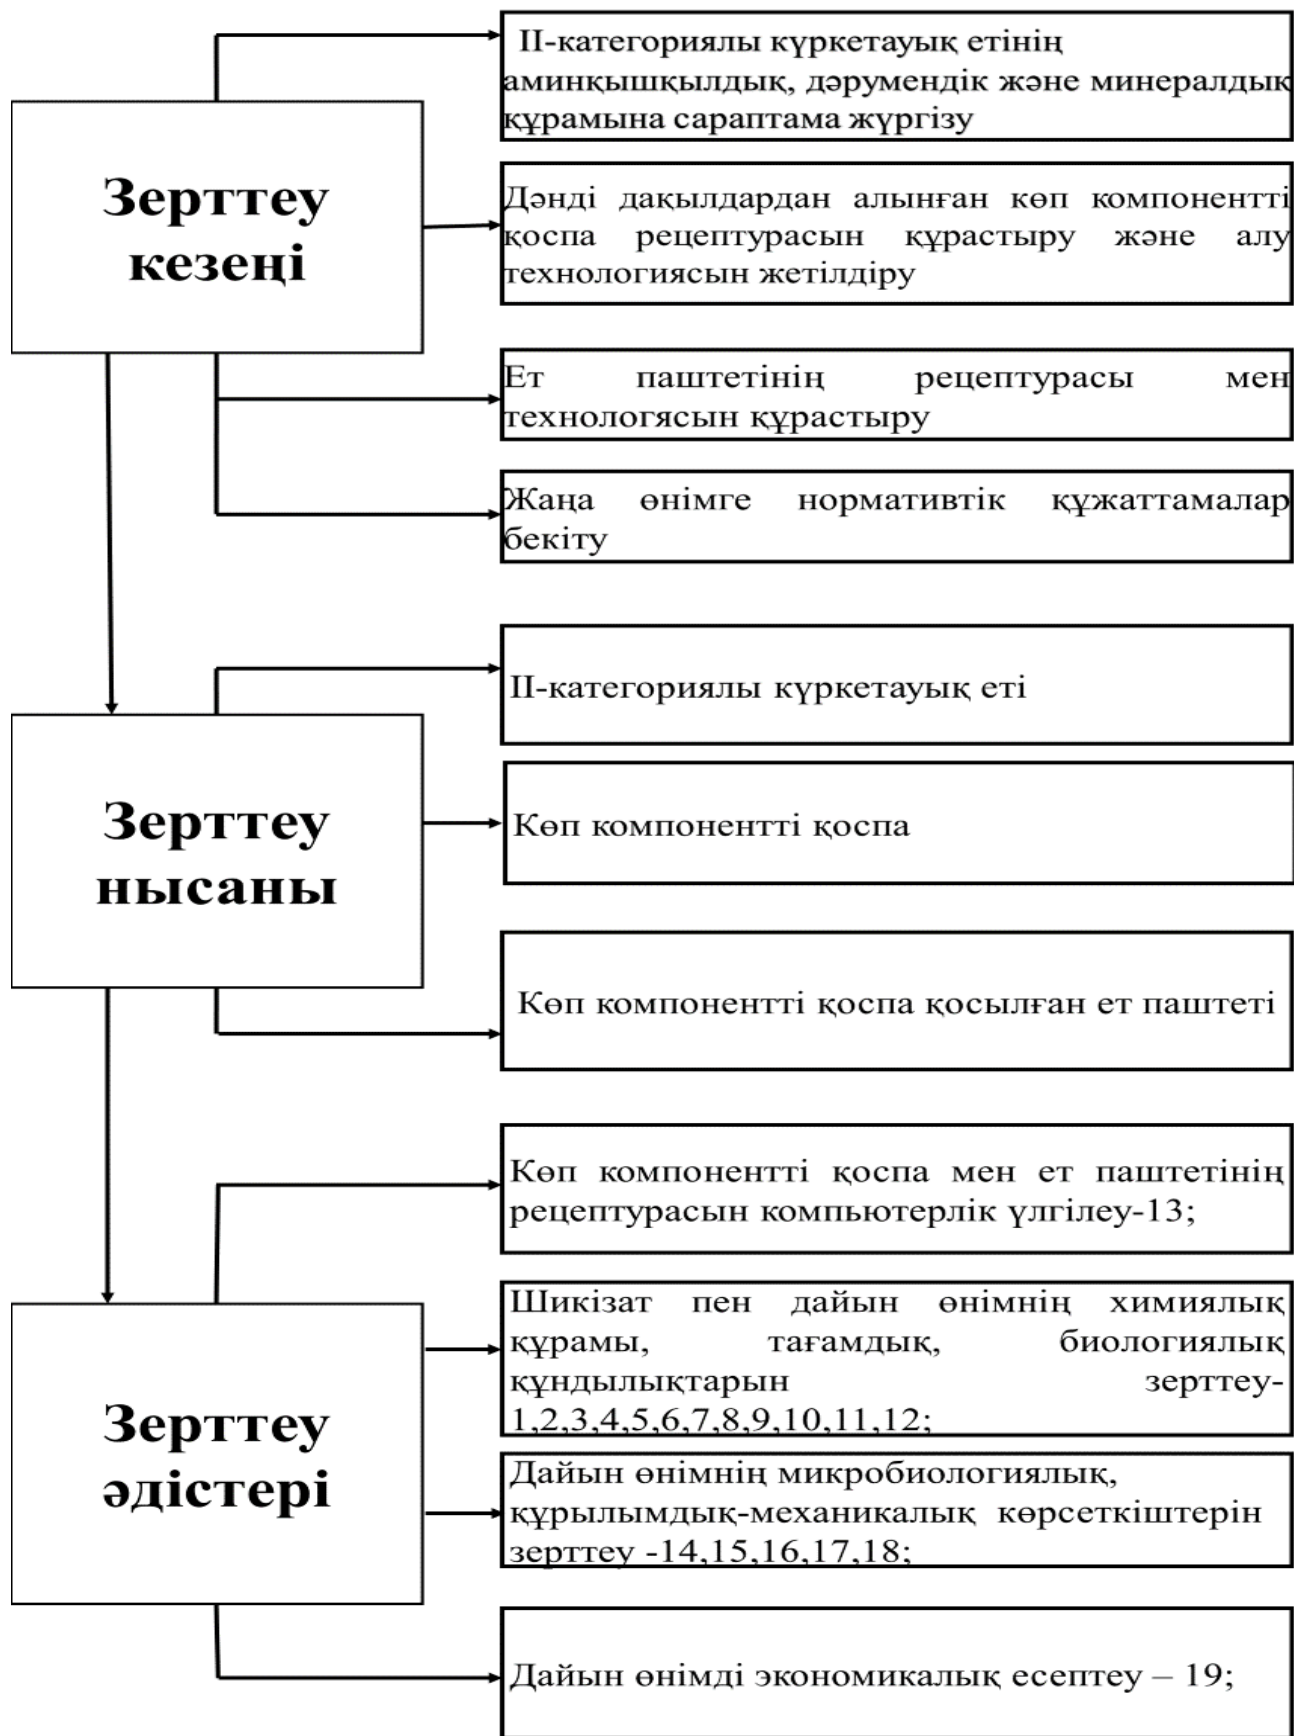 Зерттеу
кезеңі
II-категориялы күркетауық етінің
аминқышқылдық, дәрумендік және минералдық
құрамына сараптама жүргізу
Дәнді дақылдардан алынған көп компонентті
қоспа рецептурасын құрастыру және алу
технологиясын жетілдіру
Ет паштетінің рецептурасы мен
технологясын құрастыру
Жаңа өнімге нормативтік құжаттамалар
бекіту
Зерттеу
нысаны
II-категориялы күркетауық еті
Көп компонентті қоспа
Көп компонентті қоспа қосылған ет паштеті
Зерттеу
әдістері
Көп компонентті қоспа мен ет паштетінің
рецептурасын компьютерлік үлгілеу-13;
Шикізат пен дайын өнімнің химиялық
құрамы, тағамдық, биологиялық
құндылықтарын зерттеу-
1,2,3,4,5,6,7,8,9,10,11,12;
Дайын өнімнің микробиологиялық,
құрылымдық-механикалық көрсеткіштерін
зерттеу -14,15,16,17,18;
Дайын өнімді экономикалық есептеу – 19;